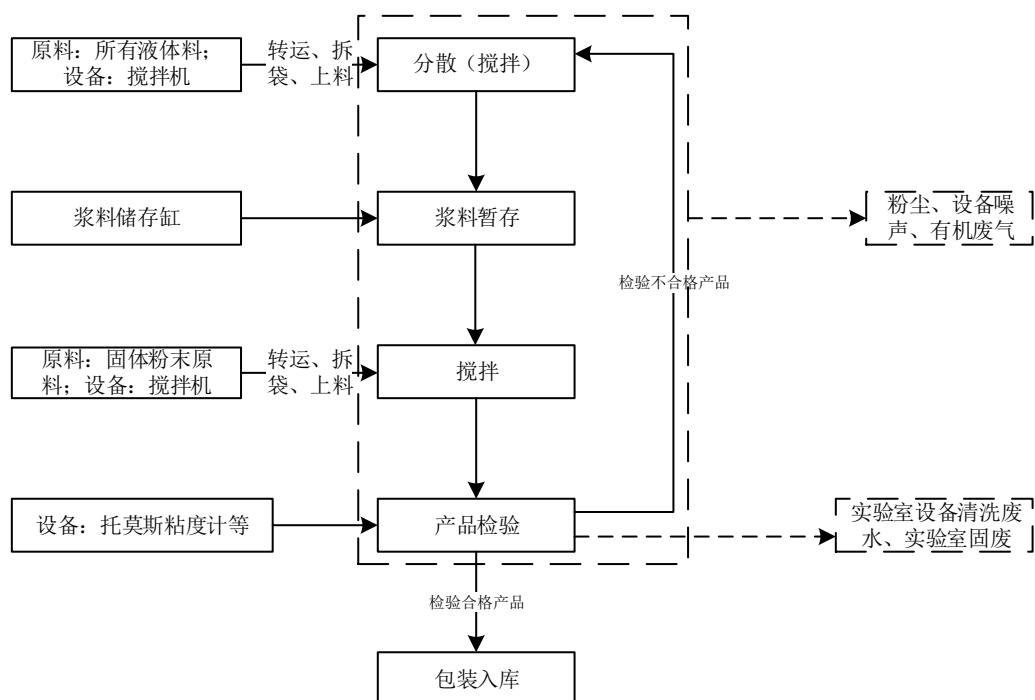 原料：所有液体料；
设备：搅拌机
转运、拆
袋、上料
分散（搅拌）
浆料储存缸
浆料暂存
粉尘、设备噪
声、有机废气
检验不合格产品
原料：固体粉末原
料；设备：搅拌机
转运、拆
袋、上料
搅拌
设备：托莫斯粘度计等
产品检验
实验室设备清洗废
水、实验室固废
检验合格产品
包装入库